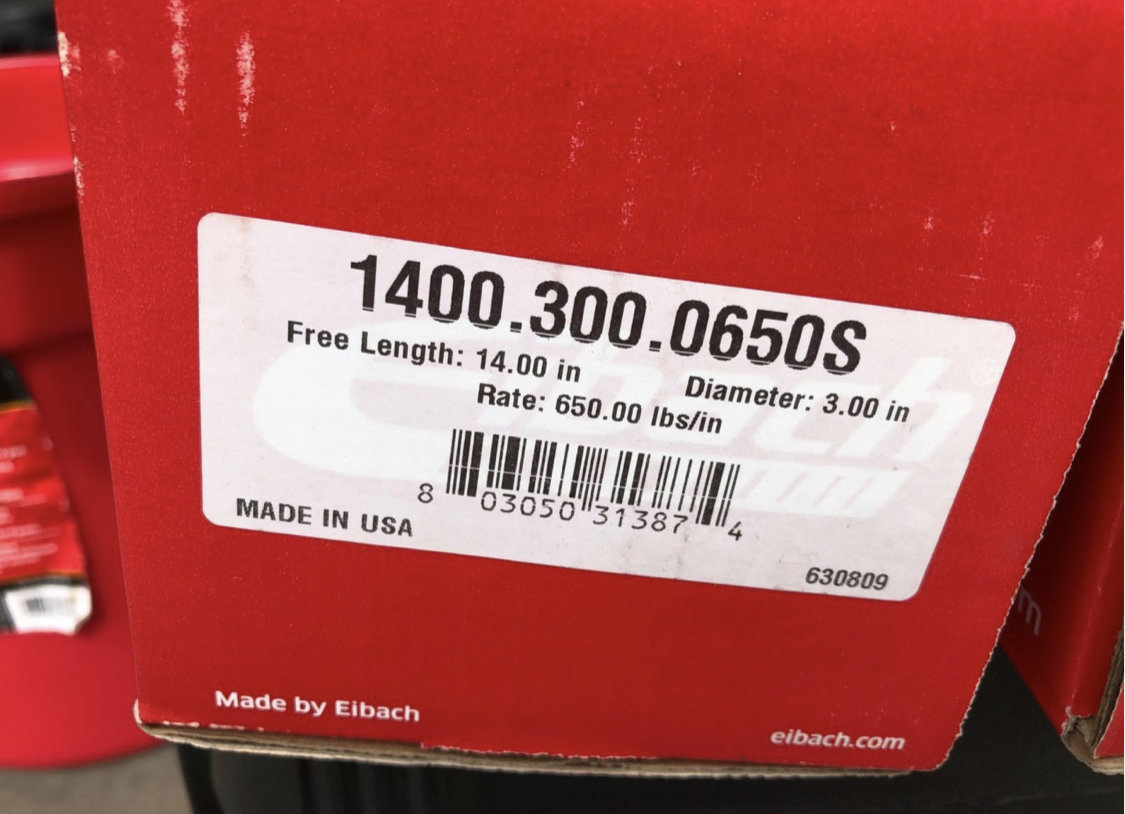 1400.300.0650S
Free Length: 14.00 in Diameter: 3.00 in
Rate: 650.00 lbs/in
8 03050 31387 4
MADE IN USA
630809
Eibach
Made by Eibach
eibach.com
m